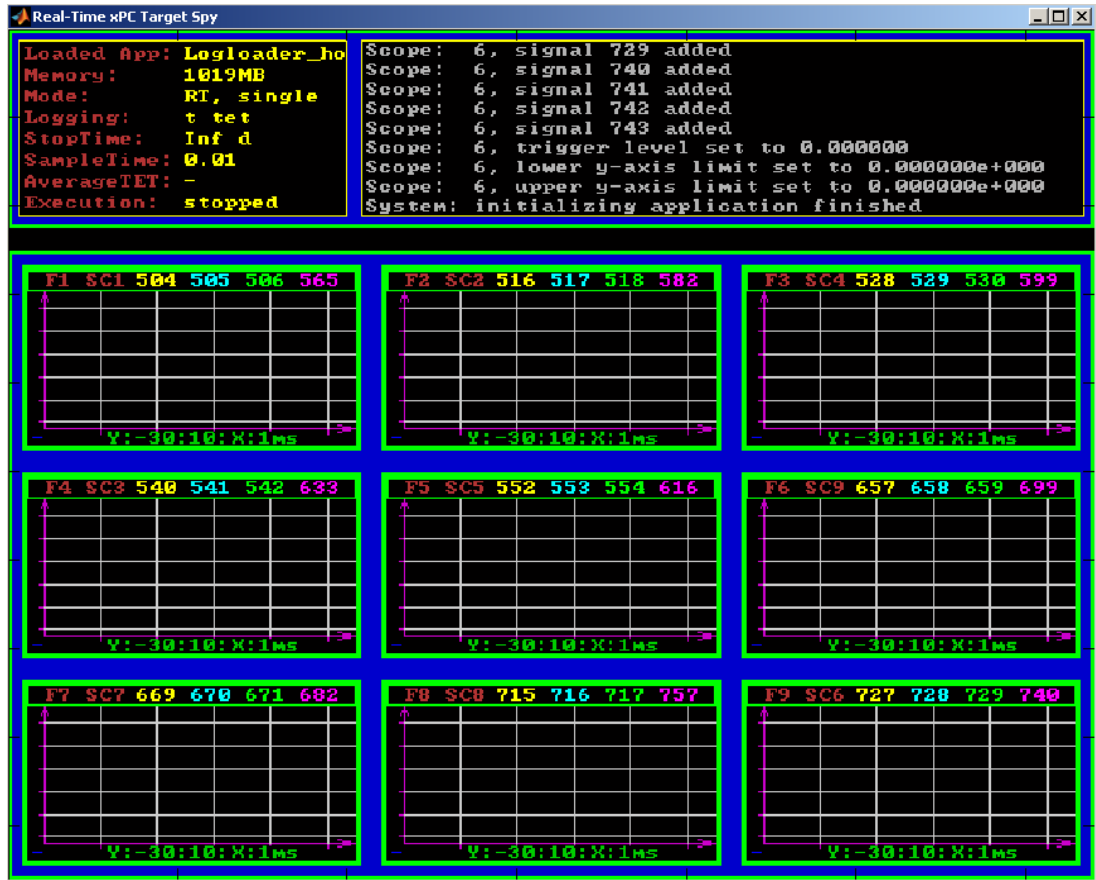 Real-Time xPC Target Spy
Loaded App: Logloader_ho
Memory: 1019MB
Mode: RT, single
Logging: t tet
StopTime: Inf d
SampleTime: 0.01
AverageTET: -
Execution: stopped
Scope: 6, signal 729 added
Scope: 6, signal 740 added
Scope: 6, signal 741 added
Scope: 6, signal 742 added
Scope: 6, signal 743 added
Scope: 6, trigger level set to 0.000000
Scope: 6, lower y-axis limit set to 0.000000e+000
Scope: 6, upper y-axis limit set to 0.000000e+000
System: initializing application finished
F1 SC1 504 505 506 565
Y:-30:10:X:1ms
F2 SC2 516 517 518 582
Y:-30:10:X:1ms
F3 SC4 528 529 530 599
Y:-30:10:X:1ms
F4 SC3 540 541 542 633
Y:-30:10:X:1ms
F5 SC5 552 553 554 616
Y:-30:10:X:1ms
F6 SC9 657 658 659 699
Y:-30:10:X:1ms
F7 SC7 669 670 671 682
Y:-30:10:X:1ms
F8 SC8 715 716 717 757
Y:-30:10:X:1ms
F9 SC6 727 728 729 740
Y:-30:10:X:1ms